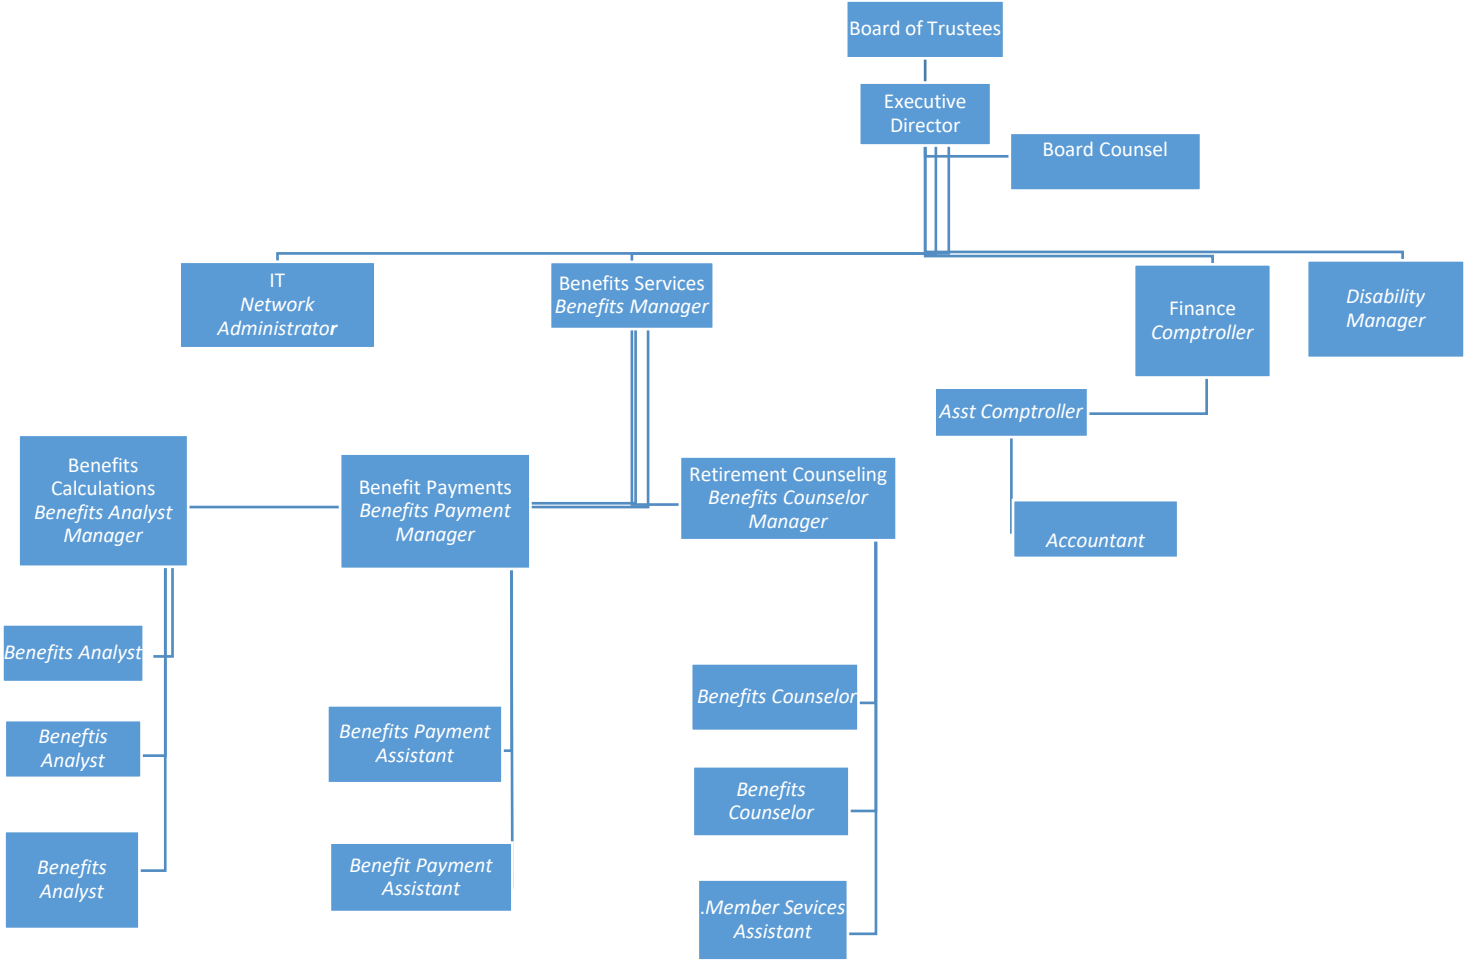 Board of Trustees
Executive
Director
Board Counsel
IT
Network
Administrator
Benefits Services
Benefits Manager
Finance
Comptroller
Disability
Manager
Asst Comptroller
Benefits
Calculations
Benefits Analyst
Manager
Benefit Payments
Benefits Payment
Manager
Retirement Counseling
Benefits Counselor
Manager
Accountant
Benefits Analyst
Beneftis
Analyst
Benefits
Analyst
Benefits Payment
Assistant
Benefit Payment
Assistant
Benefits Counselor
Benefits
Counselor
.Member Sevices
Assistant